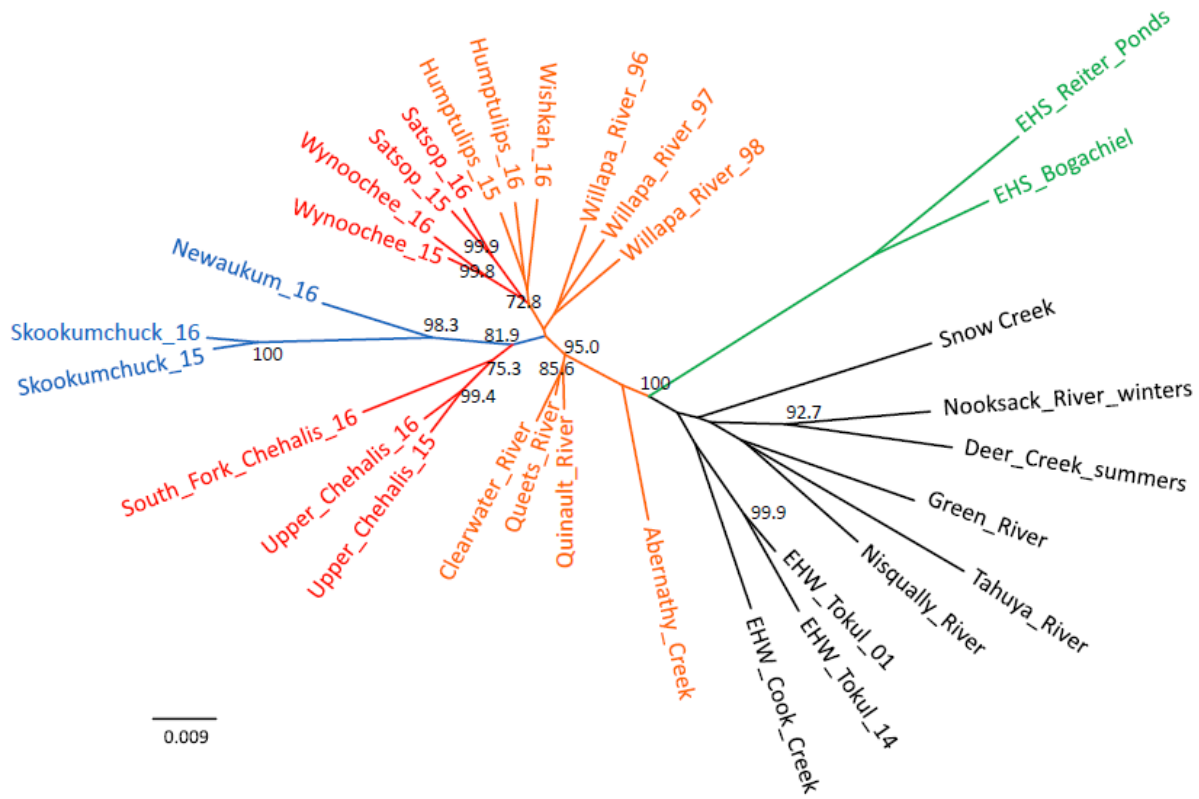 EHS_Reiter_Ponds
EHS_Bogachiel
Willapa_River_96
Willapa_River_97
Willapa_River_98
Wishkah_16
Humptulips_16
Humptulips_15
Satsop_16
Satsop_15
Wynoochee_16
Wynoochee_15
99.9
99.8
72.8
Newaukum_16
Skookumchuck_16
Skookumchuck_15
100
98.3
81.9
75.3
99.4
95.0
85.6
100
South_Fork_Chehalis_16
Upper_Chehalis_16
Upper_Chehalis_15
Clearwater_River
Queets_River
Quinault_River
Abernathy_Creek
Snow Creek
92.7
Nooksack_River_winters
Deer_Creek_summers
Green_River
Tahuya_River
Nisqually_River
99.9
EHW_Tokul_01
EHW_Tokul_14
EHW_Cook_Creek
0.009